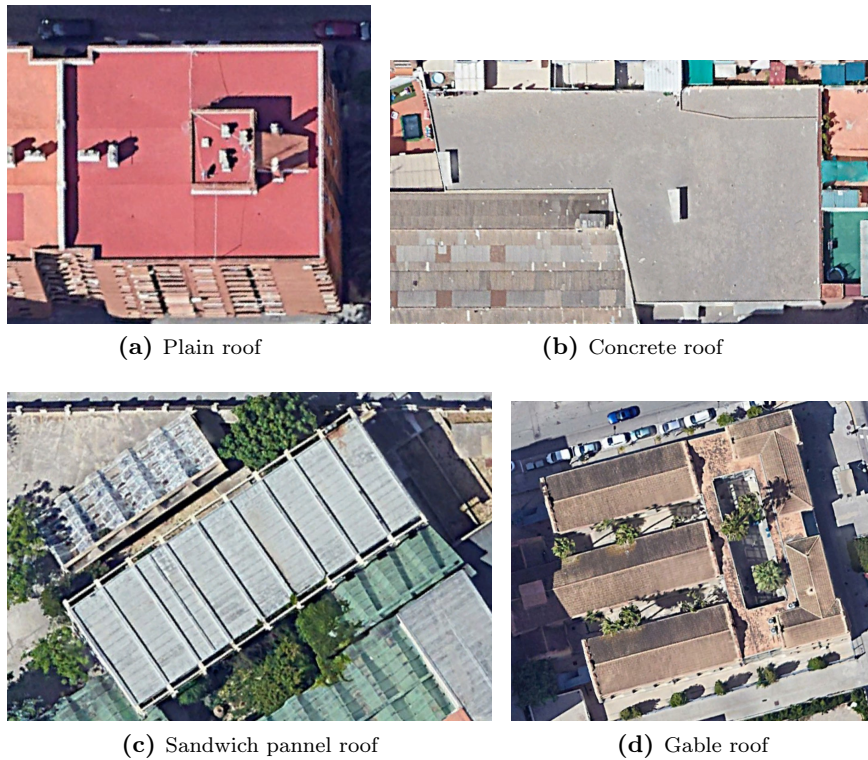 (a) Plain roof
(b) Concrete roof
(c) Sandwich pannel roof
(d) Gable roof